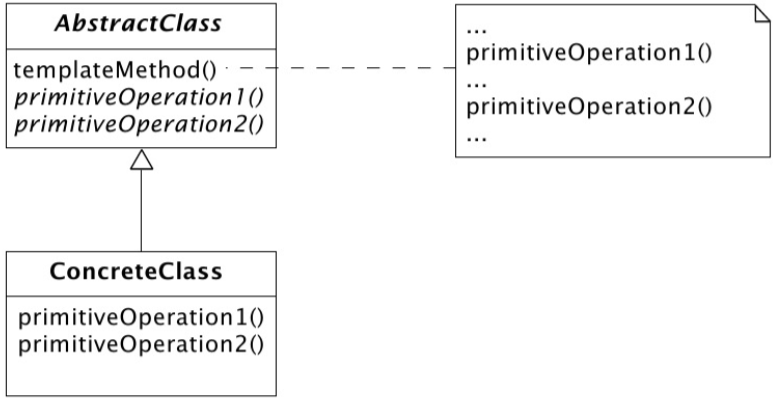 AbstractClass
templateMethod()
primitiveOperation1()
primitiveOperation2()
...
primitiveOperation1()
...
primitiveOperation2()
...
ConcreteClass
primitiveOperation1()
primitiveOperation2()